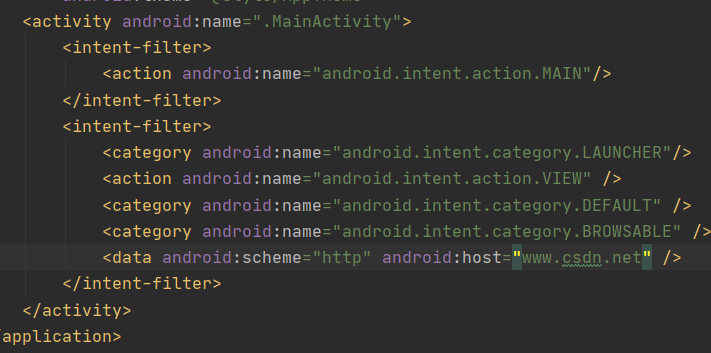 <activity android:name=".MainActivity">
<intent-filter>
<action android:name="android.intent.action.MAIN"/>
</intent-filter>
<intent-filter>
<category android:name="android.intent.category.LAUNCHER"/>
<action android:name="android.intent.action.VIEW" />
<category android:name="android.intent.category.DEFAULT" />
<category android:name="android.intent.category.BROWSABLE" />
<data android:scheme="http" android:host="www.csdn.net" />
</intent-filter>
</activity>
application>